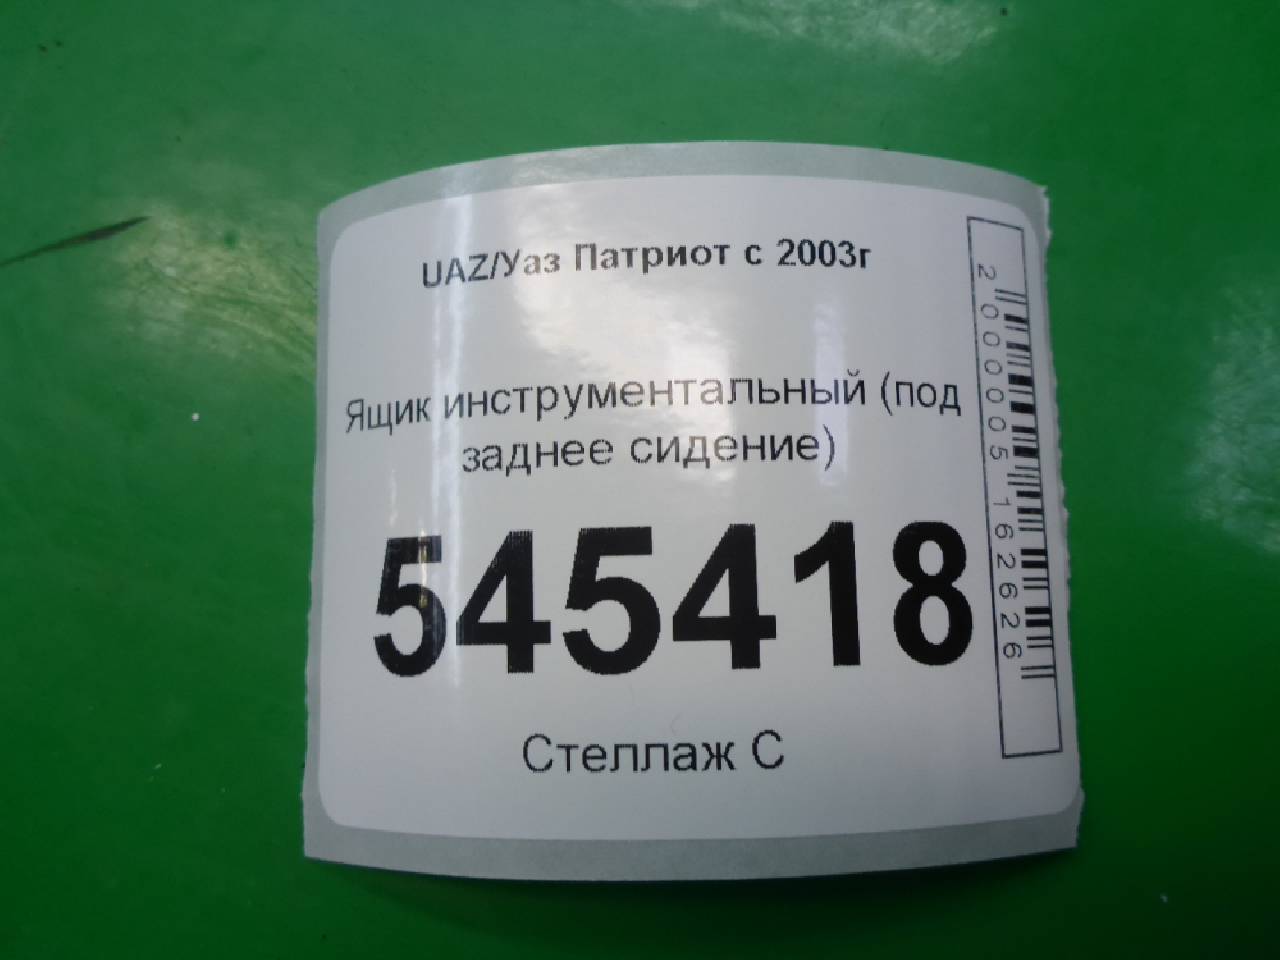 UAZ/Уаз Патриот с 2003г
Ящик инструментальный (под
заднее сидение)
545418
Стеллаж С
2000005162626